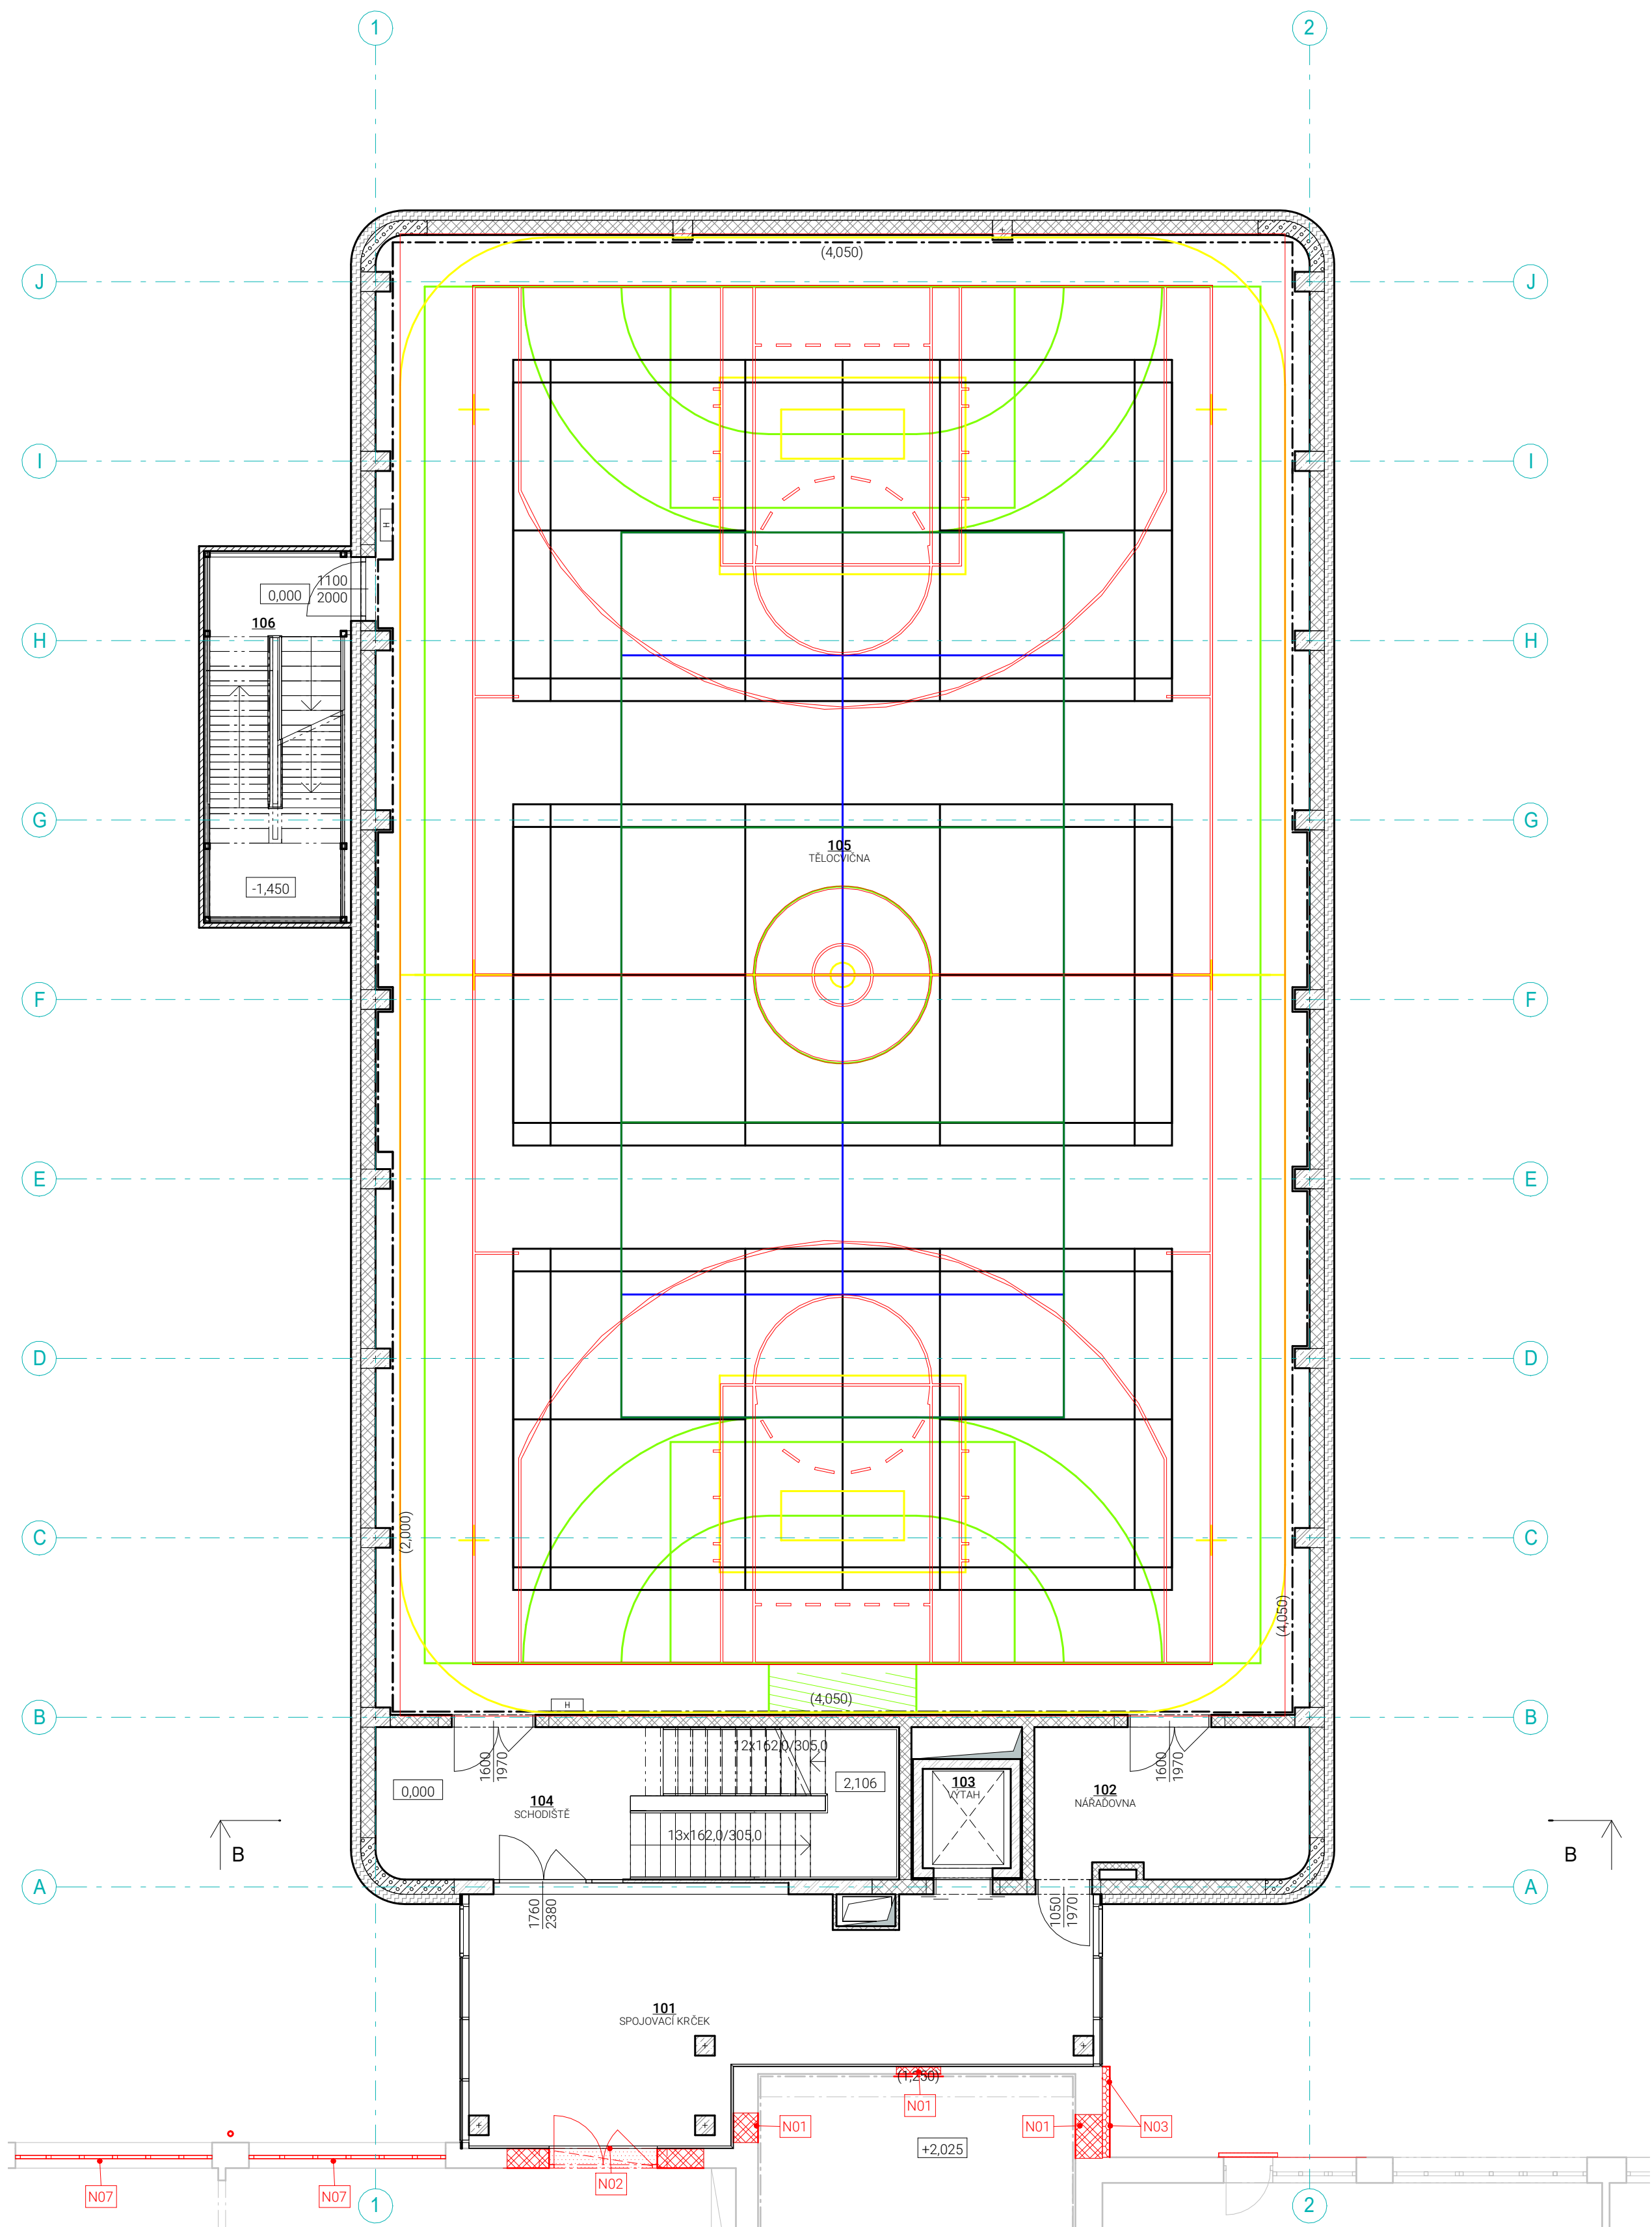 1
2
(4,050)
J
J
I
I
H
1100
2000
0,000
106
H
H
G
G
105
TĚLOCVIČNA
-1,450
F
F
E
E
D
D
(2,000)
C
C
(4,050)
(4,050)
H
B
B
1600
1970
12x162,0/305,0
1600
1970
0,000
2,106
103
VÝTAH
102
NÁŘAĎOVNA
104
SCHODIŠTĚ
13x162,0/305,0
B
B
A
A
1760
2380
1050
1970
101
SPOJOVACÍ KRČEK
(1,250)
N01
N01
N01
N03
+2,025
N02
N07
N07
1
2